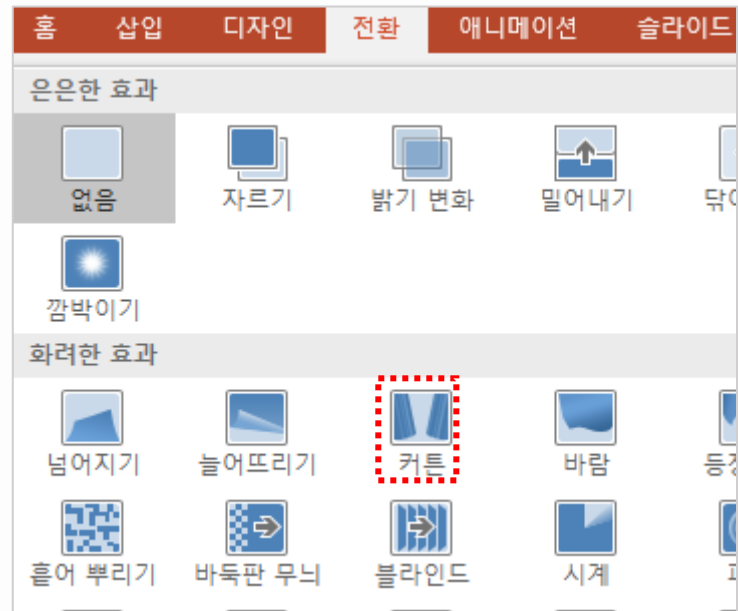 홈 삽입 디자인 전환 애니메이션 슬라이드
은은한 효과
없음 자르기 밝기 변화 밀어내기
깜박이기
화려한 효과
넘어지기 늘어뜨리기 커튼 바람
흩어 뿌리기 바둑판 무늬 블라인드 시계